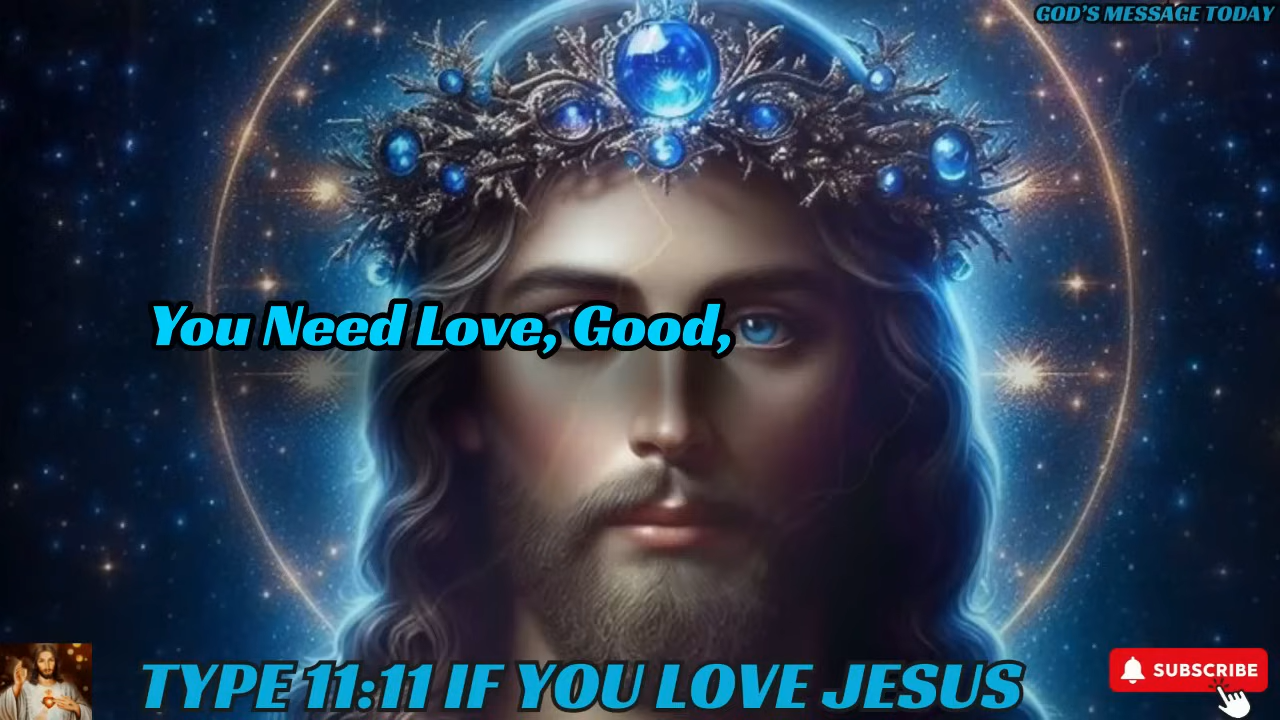 GOD'S MESSAGE TODAY
You Need Love, Good,
TYPE 11:11 IF YOU LOVE JESUS
SUBSCRIBE